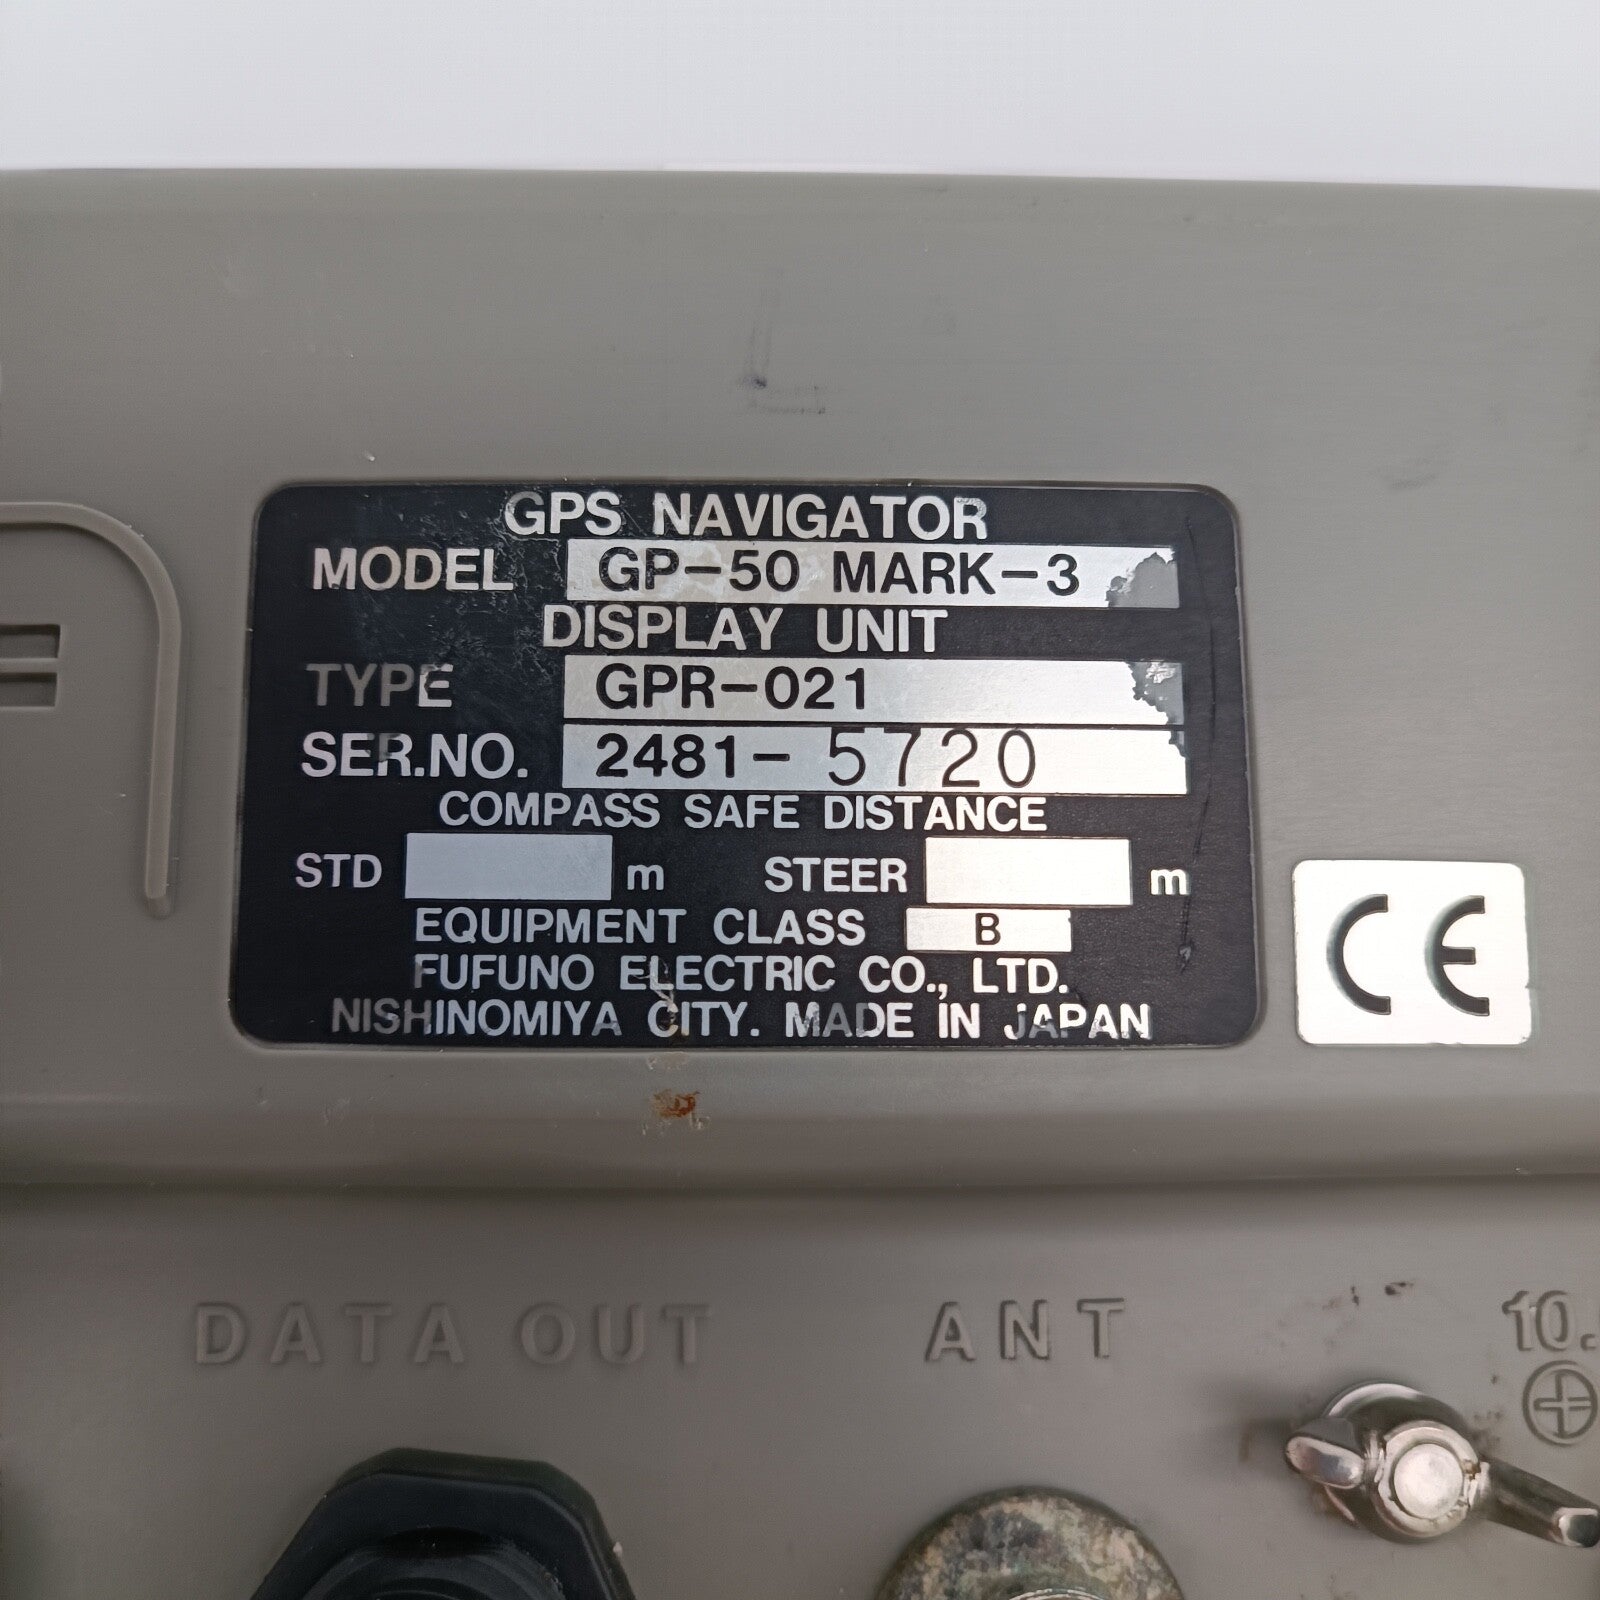 GPS NAVIGATOR
MODEL GP-50 MARK-3
DISPLAY UNIT
TYPE GPR-021
SER.NO. 2481-5720
COMPASS SAFE DISTANCE
STD m STEER m
EQUIPMENT CLASS B
FUFUNO ELECTRIC CO., LTD.
NISHINOMIYA CITY. MADE IN JAPAN
CE
DATA OUT ANT 10.